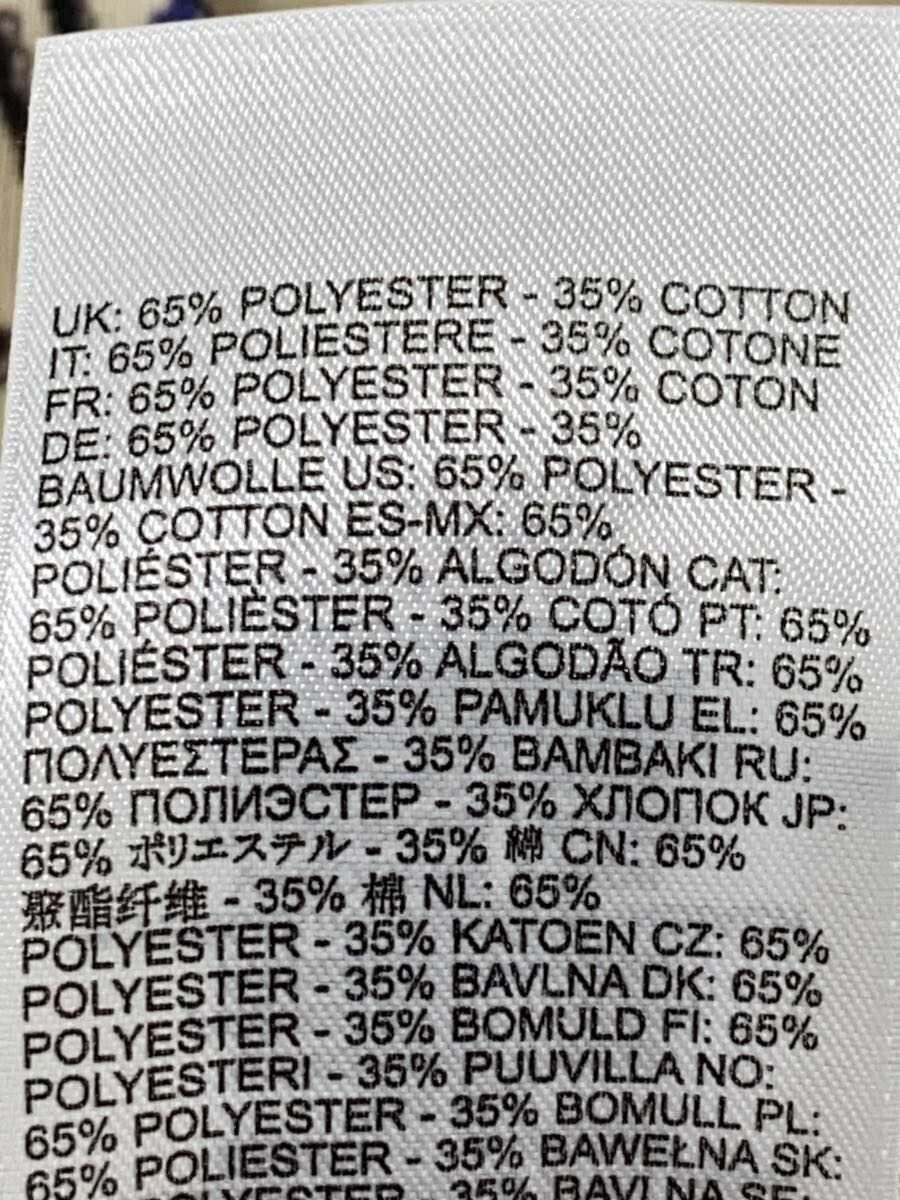 UK: 65% POLYESTER - 35% COTTON
IT: 65% POLIESTERE - 35% COTONE
FR: 65% POLYESTER - 35% COTON
DE: 65% POLYESTER - 35%
BAUMWOLLE US: 65% POLYESTER -
35% COTTON ES-MX: 65%
POLIÉSTER - 35% ALGODÓN CAT:
65% POLIÈSTER - 35% COTÓ PT: 65%
POLIÉSTER - 35% ALGODÃO TR: 65%
POLYESTER - 35% PAMUKLU EL: 65%
ΠΟΛΥΕΣΤΕΡΑΣ - 35% ΒΑΜΒΑΚΙ RU:
65% ПОЛИЭСТЕР - 35% ХЛОПОК JP:
65% ポリエステル - 35% 綿 CN: 65%
聚酯纤维 - 35% 棉 NL: 65%
POLYESTER - 35% KATOEN CZ: 65%
POLYESTER - 35% BAVLNA DK: 65%
POLYESTER - 35% BOMULD FI: 65%
POLYESTERI - 35% PUUVILLA NO:
65% POLYESTER - 35% BOMULL PL:
65% POLIESTER - 35% BAWEŁNA SK:
35% BAVLNA SE